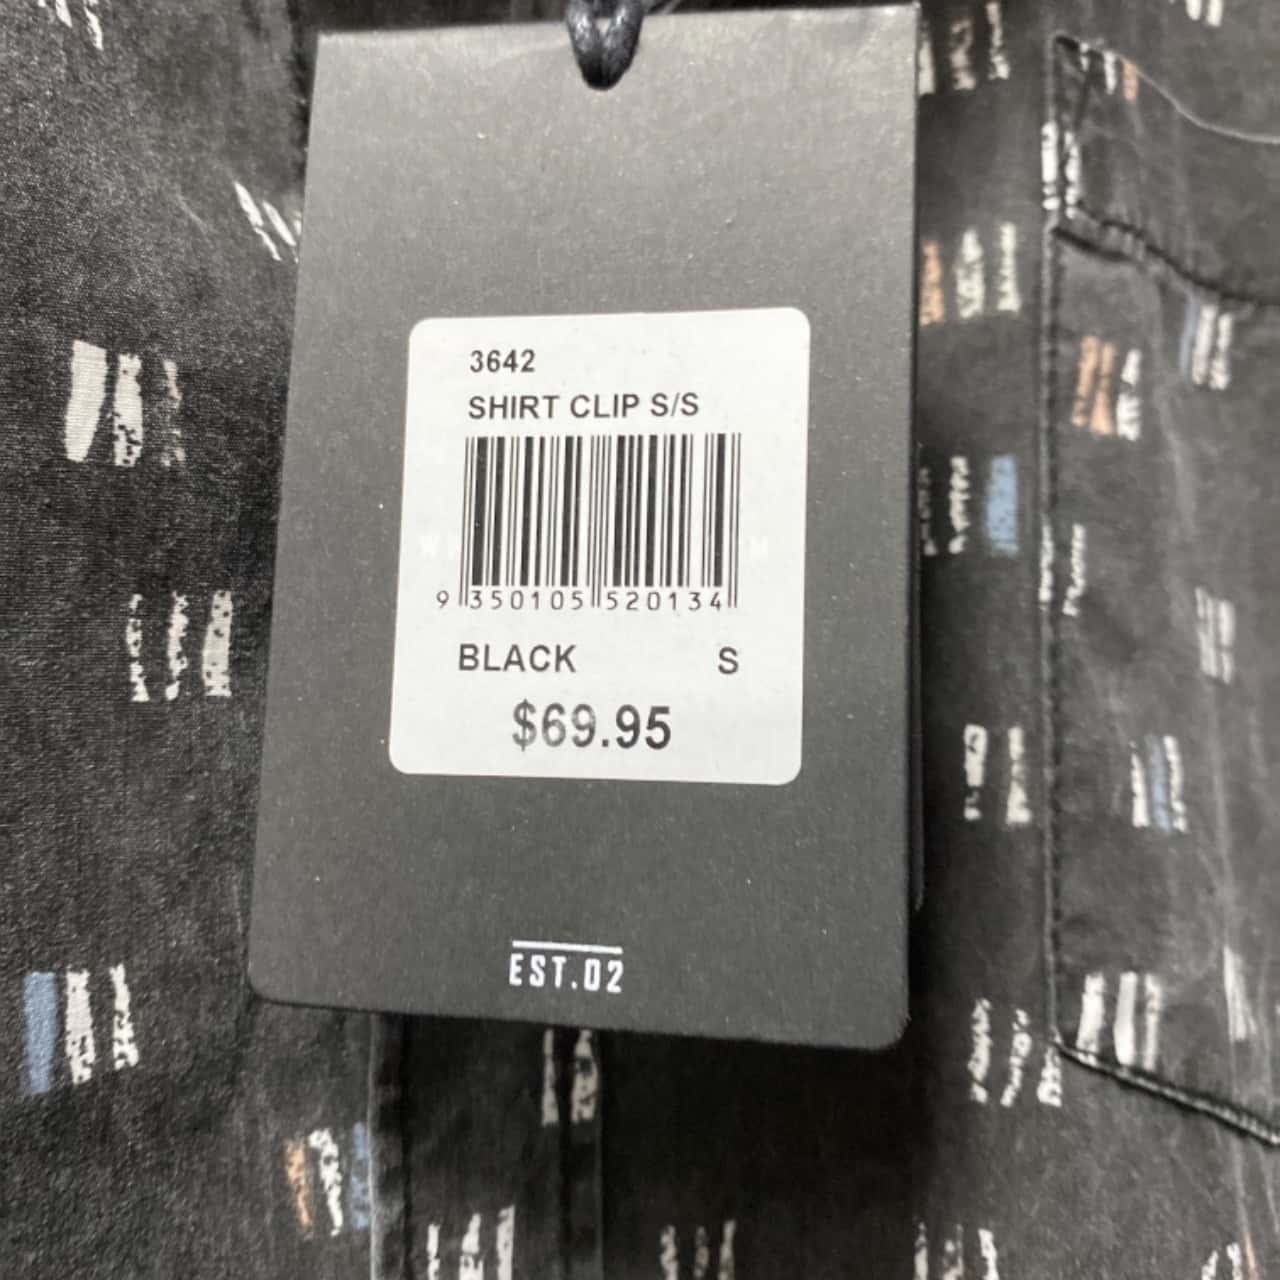 3642
SHIRT CLIP S/S
9 350105 520134
BLACK S
$69.95
EST.02